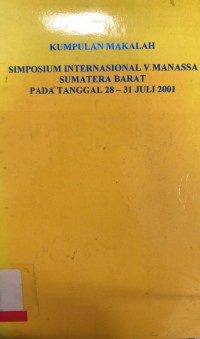 KUMPULAN MAKALAH
SIMPOSIUM INTERNASIONAL V MANASSA
SUMATERA BARAT
PADA TANGGAL 28 – 31 JULI 2001